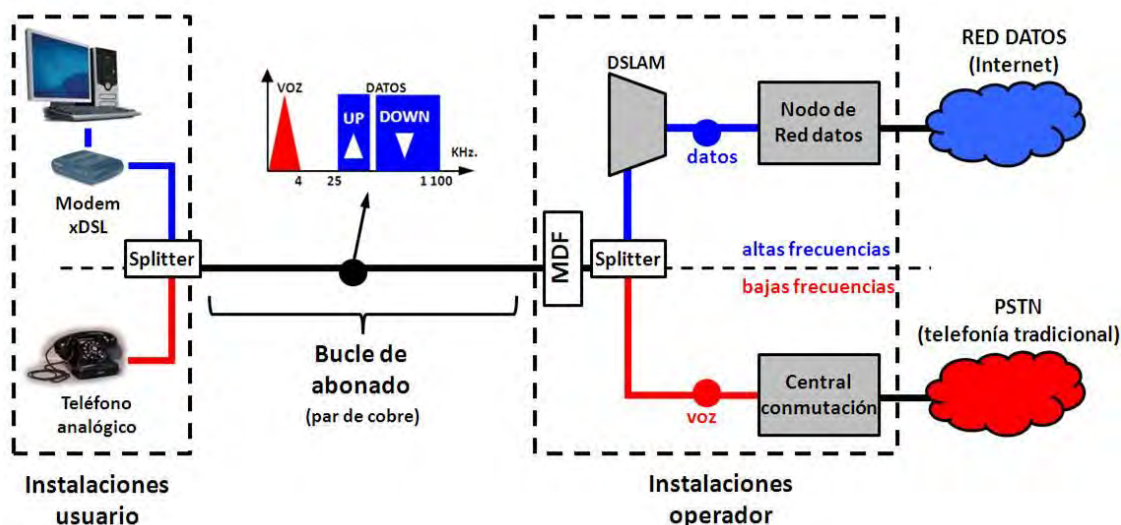 Modem
xDSL
Splitter
Teléfono
analógico
Instalaciones
usuario
VOZ
DATOS
UP
DOWN
KHz.
4
25
1 100
Bucle de
abonado
(par de cobre)
MDF
Splitter
DSLAM
datos
Nodo de
Red datos
altas frecuencias
bajas frecuencias
voz
Central
conmutación
Instalaciones
operador
RED DATOS
(Internet)
PSTN
(telefonía tradicional)